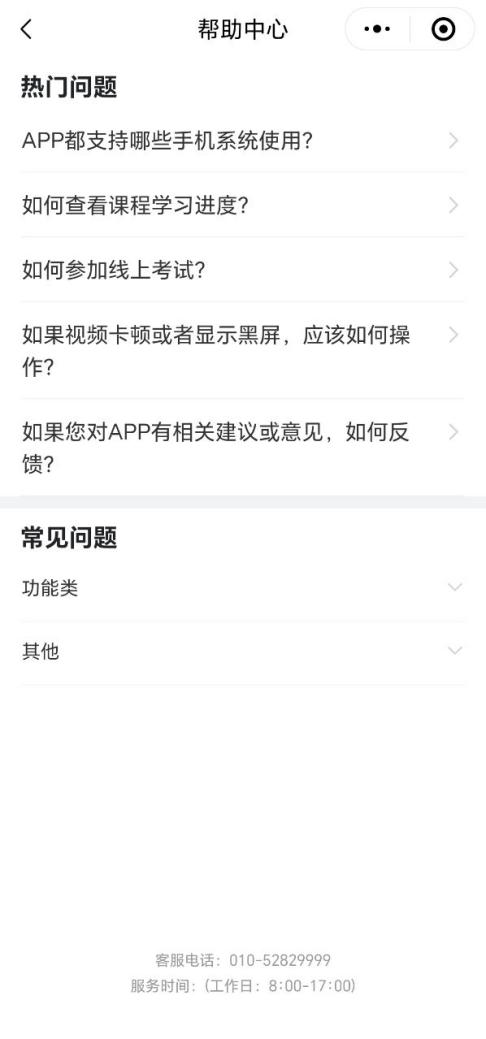 帮助中心
热门问题
APP都支持哪些手机系统使用?
如何查看课程学习进度?
如何参加线上考试?
如果视频卡顿或者显示黑屏，应该如何操
作?
如果您对APP有相关建议或意见，如何反
馈?
常见问题
功能类
其他
客服电话：010-52829999
服务时间：(工作日：8:00-17:00)